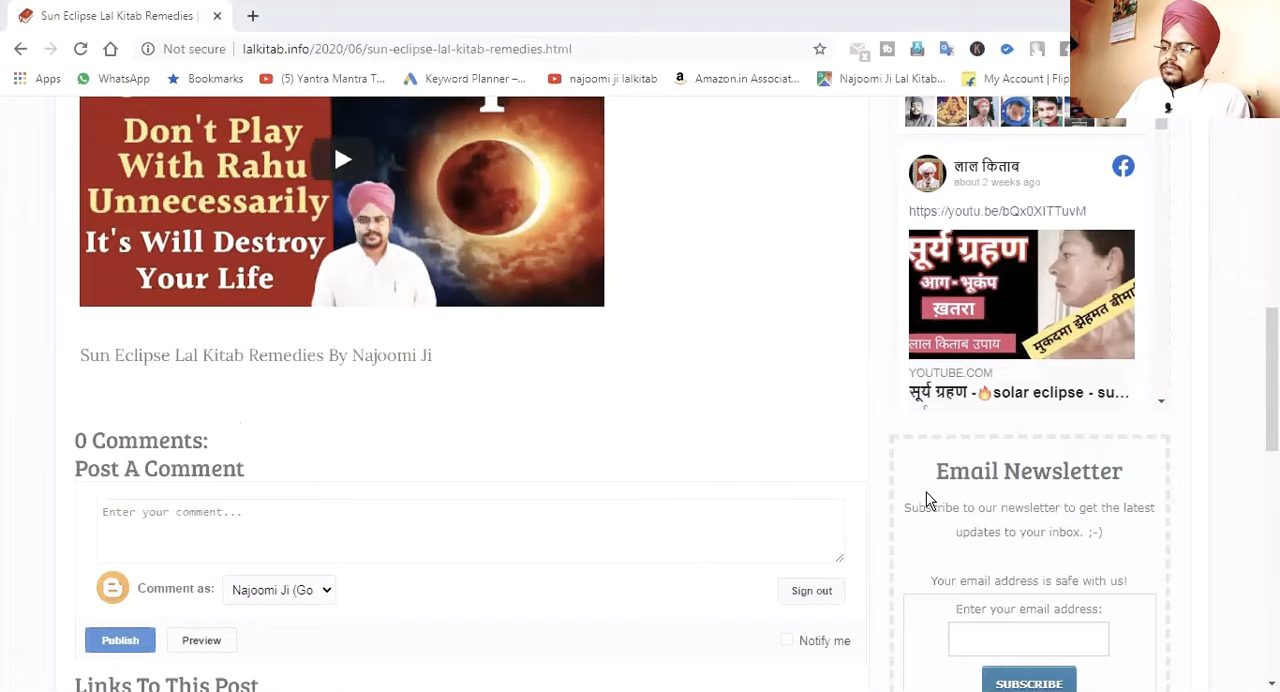 Sun Eclipse Lal Kitab Remedies |
Not secure
lalkitab.info/2020/06/sun-eclipse-lal-kitab-remedies.html
Apps
WhatsApp
Bookmarks
(5) Yantra Mantra T...
Keyword Planner –...
najoomi ji lalkitab
Amazon.in Associat...
Najoomi Ji Lal Kitab...
My Account | Flip
Don't Play
With Rahu
Unnecessarily
It's Will Destroy
Your Life
Sun Eclipse Lal Kitab Remedies By Najoomi Ji
0 Comments:
Post A Comment
Enter your comment...
Comment as:
Najoomi Ji (Go
Sign out
Publish
Preview
Notify me
Links To This Post
लाल किताब
about 2 weeks ago
https://youtu.be/bQx0XITTuvM
सूर्य ग्रहण
आग-भूकंप
ख़तरा
लाल किताब उपाय
मुकदमा झेहमत बीमा
YOUTUBE.COM
सूर्य ग्रहण -🔥solar eclipse - su...
Email Newsletter
Subscribe to our newsletter to get the latest
updates to your inbox. ;-)
Your email address is safe with us!
Enter your email address:
SUBSCRIBE